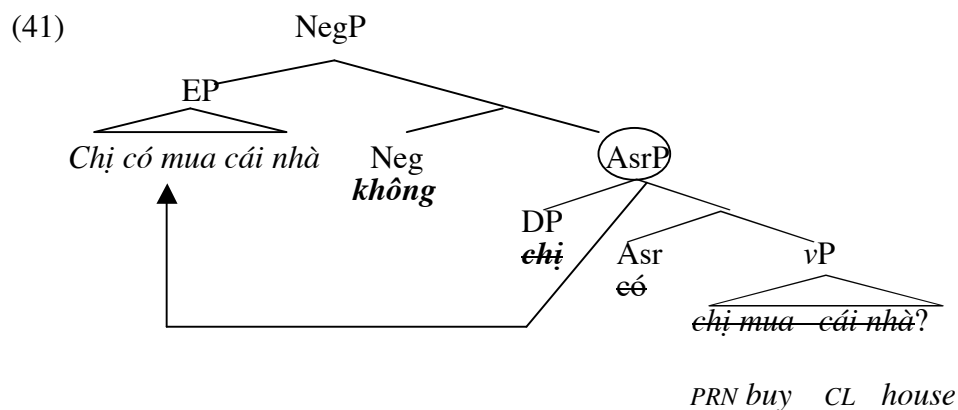 (41) NegP
EP
Chị có mua cái nhà Neg AsrP
không
DP
chị Asr vP
có
chị mua cái nhà?
PRN buy CL house